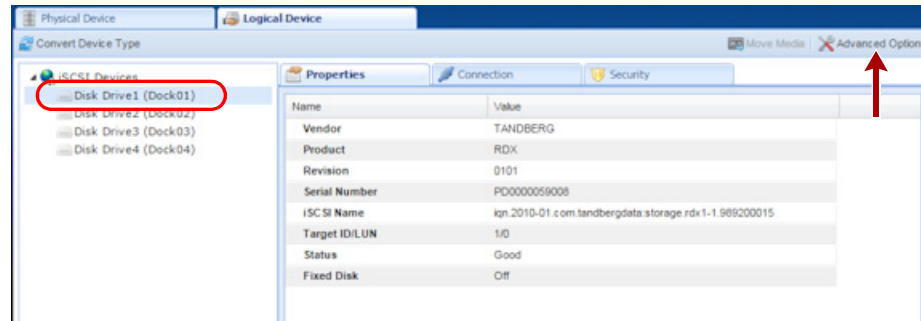 Physical Device
Logical Device
Convert Device Type
Move Media
Advanced Option
iSCSI Devices
Disk Drive1 (Dock01)
Disk Drive2 (Dock02)
Disk Drive3 (Dock03)
Disk Drive4 (Dock04)
Properties
Connection
Security
Name Value
Vendor TANDBERG
Product RDX
Revision 0101
Serial Number PD0000059008
iSCSI Name iqn.2010-01.com.tandbergdata:storage.rdx1-1.989200015
Target ID/LUN 1/0
Status Good
Fixed Disk Off